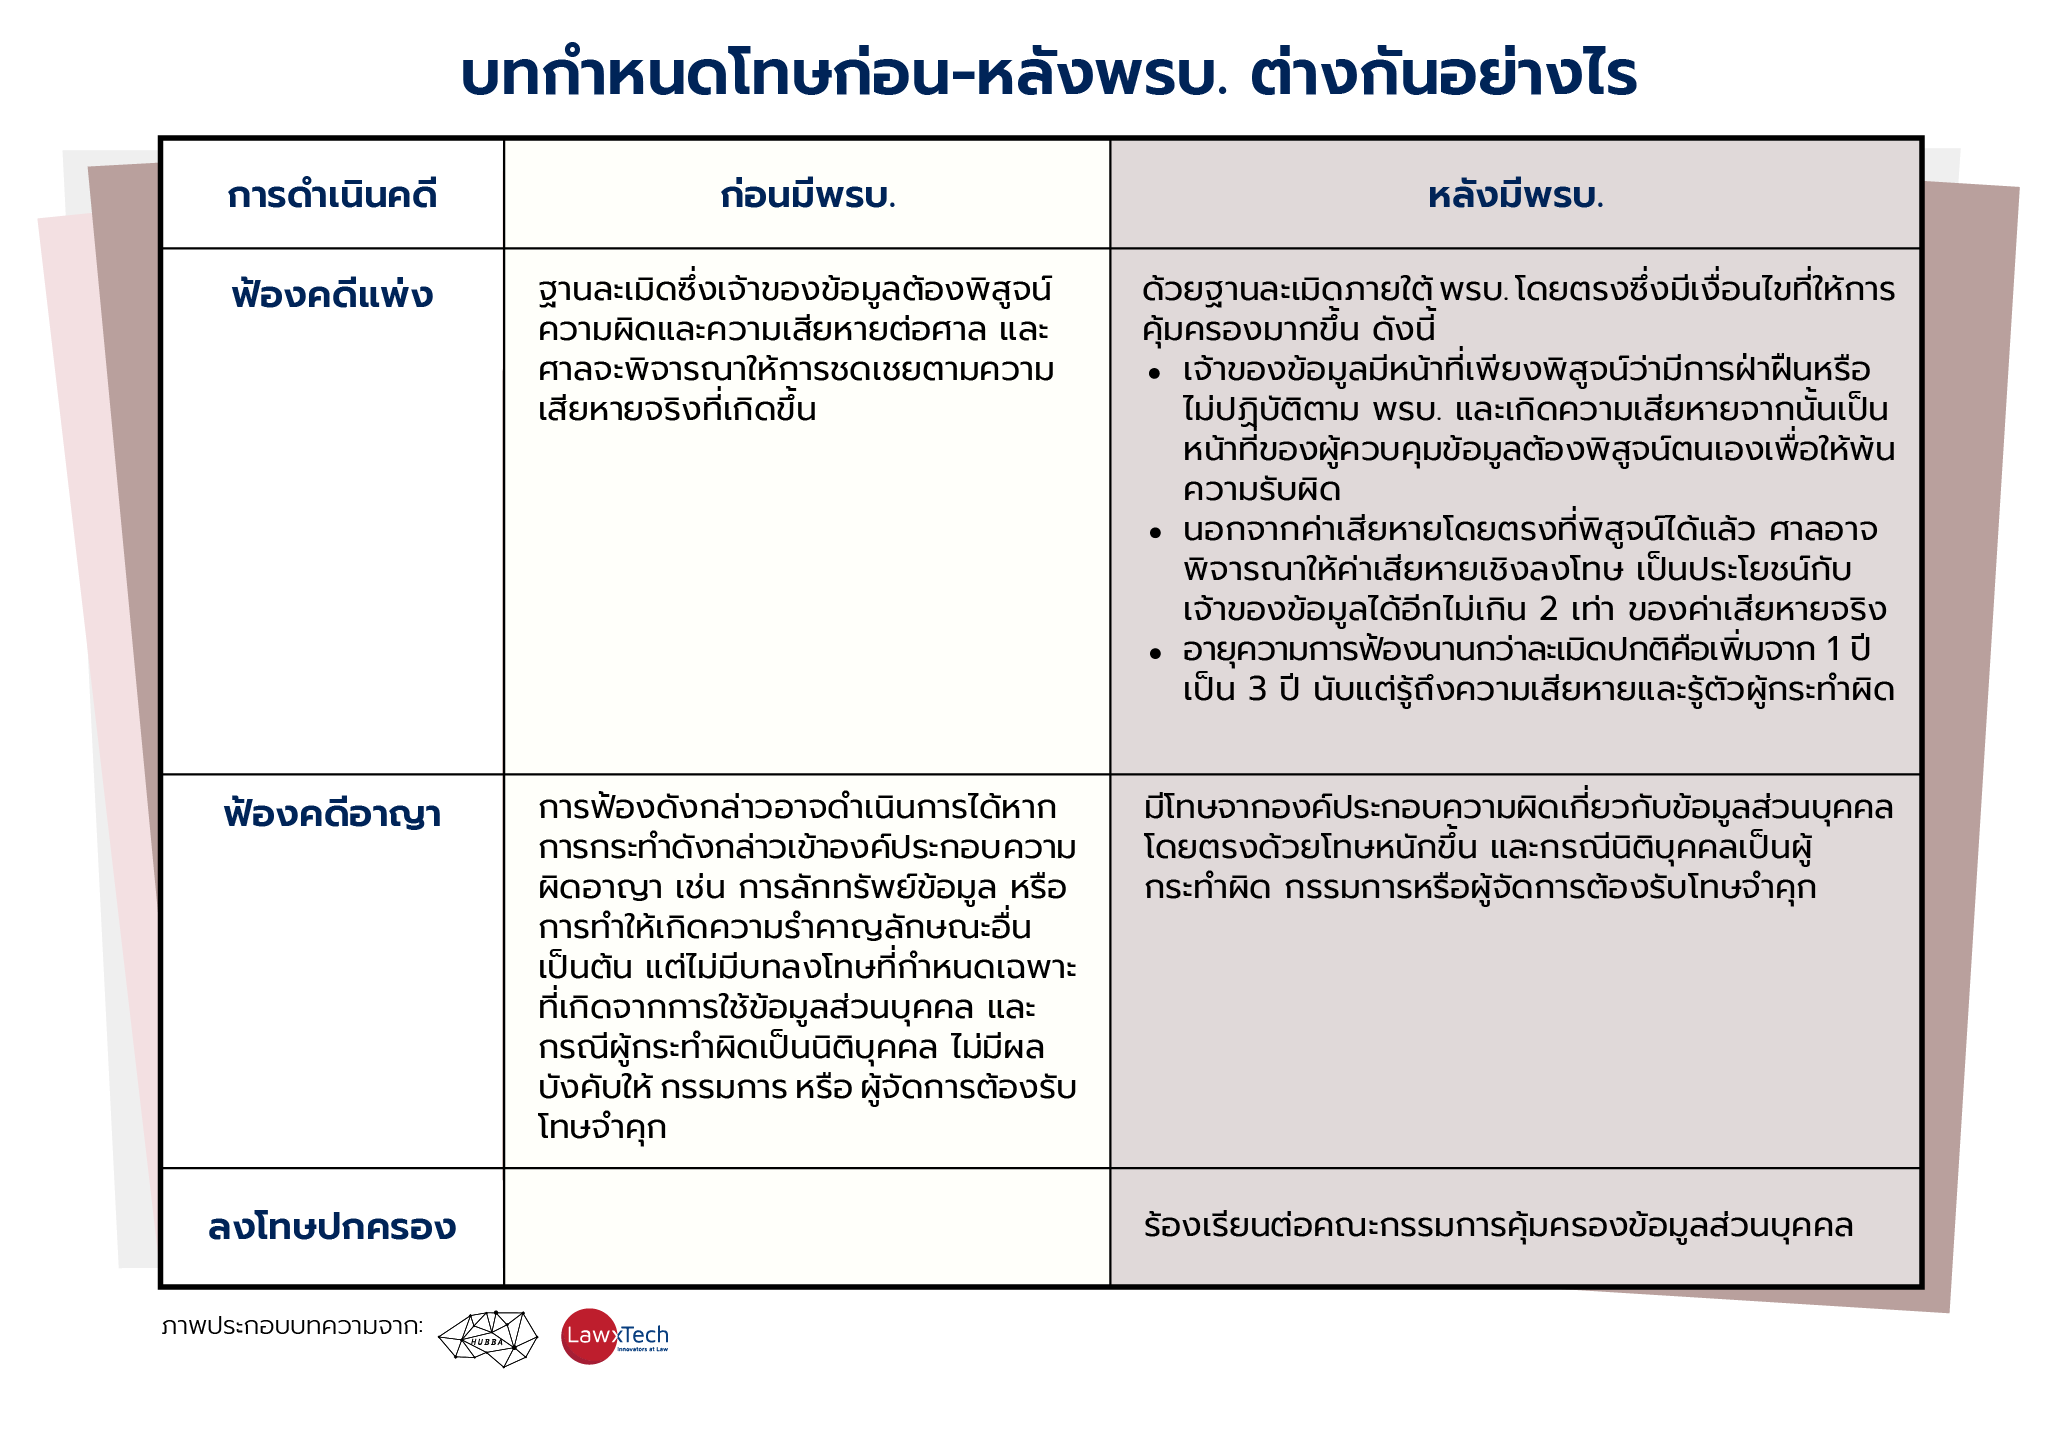 บทกำหนดโทษก่อน-หลังพรบ. ต่างกันอย่างไร
การดำเนินคดี
ก่อนมีพรบ.
หลังมีพรบ.
ฟ้องคดีแพ่ง
ฐานละเมิดซึ่งเจ้าของข้อมูลต้องพิสูจน์
ความผิดและความเสียหายต่อศาล และ
ศาลจะพิจารณาให้การชดเชยตามความ
เสียหายจริงที่เกิดขึ้น
ด้วยฐานละเมิดภายใต้ พรบ. โดยตรงซึ่งมีเงื่อนไขที่ให้การ
คุ้มครองมากขึ้น ดังนี้
• เจ้าของข้อมูลมีหน้าที่เพียงพิสูจน์ว่ามีการฝ่าฝืนหรือ
ไม่ปฏิบัติตาม พรบ. และเกิดความเสียหายจากนั้นเป็น
หน้าที่ของผู้ควบคุมข้อมูลต้องพิสูจน์ตนเองเพื่อให้พ้น
ความรับผิด
• นอกจากค่าเสียหายโดยตรงที่พิสูจน์ได้แล้ว ศาลอาจ
พิจารณาให้ค่าเสียหายเชิงลงโทษ เป็นประโยชน์กับ
เจ้าของข้อมูลได้อีกไม่เกิน 2 เท่า ของค่าเสียหายจริง
• อายุความการฟ้องนานกว่าละเมิดปกติคือเพิ่มจาก 1 ปี
เป็น 3 ปี นับแต่รู้ถึงความเสียหายและรู้ตัวผู้กระทำผิด
ฟ้องคดีอาญา
การฟ้องดังกล่าวอาจดำเนินการได้หาก
การกระทำดังกล่าวเข้าองค์ประกอบความ
ผิดอาญา เช่น การลักทรัพย์ข้อมูล หรือ
การทำให้เกิดความรำคาญลักษณะอื่น
เป็นต้น แต่ไม่มีบทลงโทษที่กำหนดเฉพาะ
ที่เกิดจากการใช้ข้อมูลส่วนบุคคล และ
กรณีผู้กระทำผิดเป็นนิติบุคคล ไม่มีผล
บังคับให้ กรรมการ หรือ ผู้จัดการต้องรับ
โทษจำคุก
มีโทษจากองค์ประกอบความผิดเกี่ยวกับข้อมูลส่วนบุคคล
โดยตรงด้วยโทษหนักขึ้น และกรณีนิติบุคคลเป็นผู้
กระทำผิด กรรมการหรือผู้จัดการต้องรับโทษจำคุก
ลงโทษปกครอง
ร้องเรียนต่อคณะกรรมการคุ้มครองข้อมูลส่วนบุคคล
ภาพประกอบบทความจาก:
HUBBA
LawxTech
Innovators at Law